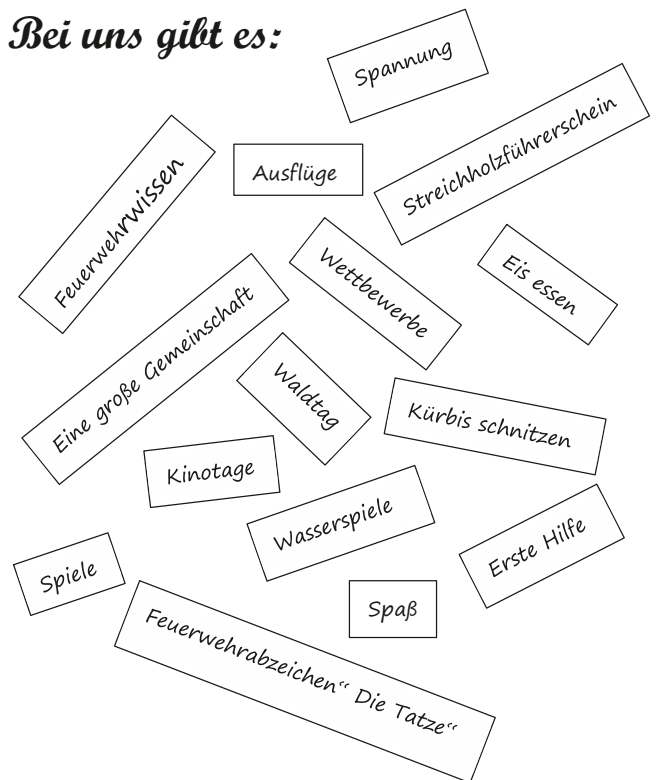 Bei uns gibt es:
Spannung
Streichholzführerschein
Feuerwehrwissen
Ausflüge
Wettbewerbe
Eis essen
Eine große Gemeinschaft
Waldtag
Kürbis schnitzen
Kinotage
Wasserspiele
Erste Hilfe
Spiele
Spaß
Feuerwehrabzeichen“ Die Tatze“